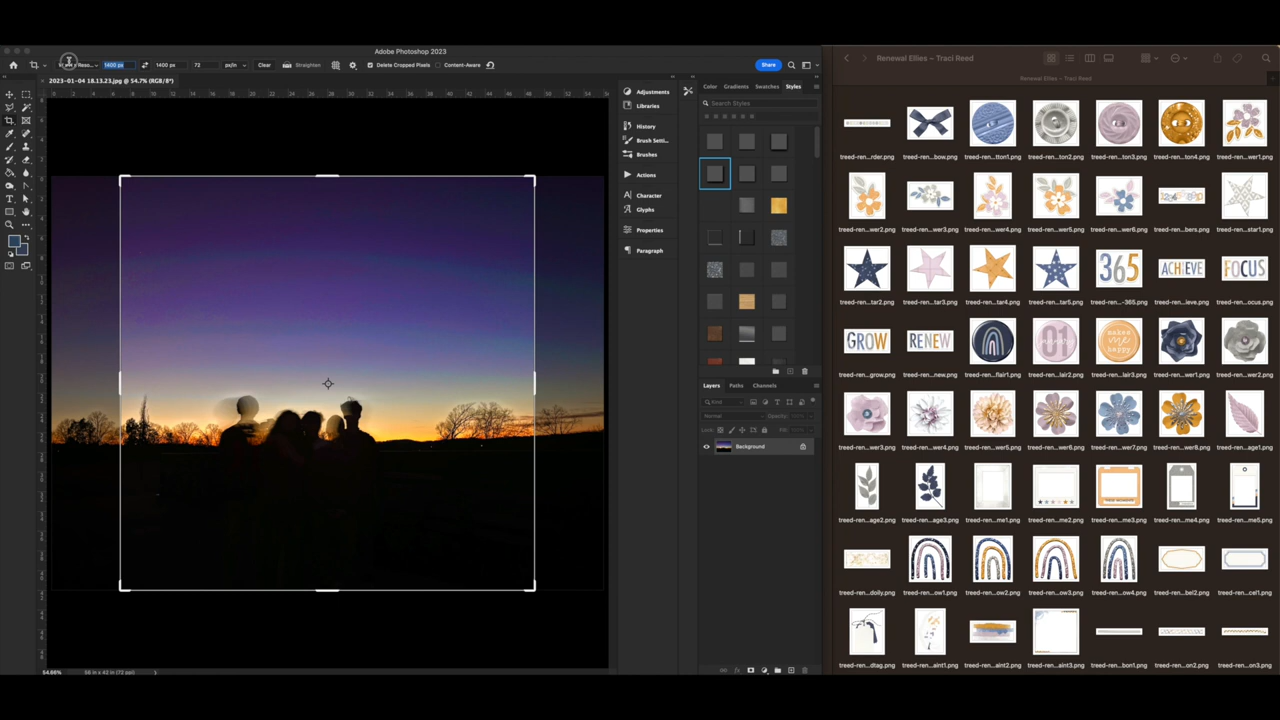 Adobe Photoshop 2023
1400 px
1400 px
72
px/in
Clear
Straighten
Delete Cropped Pixels
Content-Aware
Share
2023-01-04 18.13.23.jpg @ 54.7% (RGB/8*)
Adjustments
Libraries
History
Brush Setti...
Brushes
Actions
Character
Glyphs
Properties
Paragraph
Color
Gradients
Swatches
Styles
Search Styles
Layers
Paths
Channels
Kind
Normal
Opacity:
Lock:
Fill:
Background
Renewal Ellies – Traci Reed
Renewal Ellies – Traci Reed
treed-ren...rder.png
treed-ren...bow.png
treed-ren...tton1.png
treed-ren...ton2.png
treed-ren...ton3.png
treed-ren...ton4.png
treed-ren...wer1.png
treed-ren...wer2.png
treed-ren...wer3.png
treed-ren...wer4.png
treed-ren...wer5.png
treed-ren...wer6.png
treed-ren...bers.png
treed-ren...star1.png
365
ACHIEVE
FOCUS
treed-ren...tar2.png
treed-ren...tar3.png
treed-ren...tar4.png
treed-ren...tar5.png
treed-ren...-365.png
treed-ren...ieve.png
treed-ren...ocus.png
GROW
RENEW
january
01
makes
me
happy
treed-ren...grow.png
treed-ren...enew.png
treed-ren...flair1.png
treed-ren...lair2.png
treed-ren...lair3.png
treed-ren...wer1.png
treed-ren...wer2.png
treed-ren...wer3.png
treed-ren...wer4.png
treed-ren...wer5.png
treed-ren...wer6.png
treed-ren...wer7.png
treed-ren...wer8.png
treed-ren...age1.png
treed-ren...age2.png
treed-ren...age3.png
treed-ren...me1.png
treed-ren...me2.png
treed-ren...me3.png
treed-ren...me4.png
treed-ren...me5.png
treed-ren...doily.png
treed-ren...ow1.png
treed-ren...ow2.png
treed-ren...ow3.png
treed-ren...ow4.png
treed-ren...bel2.png
treed-ren...cel1.png
treed-ren...dtag.png
treed-ren...aint1.png
treed-ren...aint2.png
treed-ren...aint3.png
treed-ren...bon1.png
treed-ren...on2.png
treed-ren...on3.png
54.66%
58 in x 42 in (72 ppi)